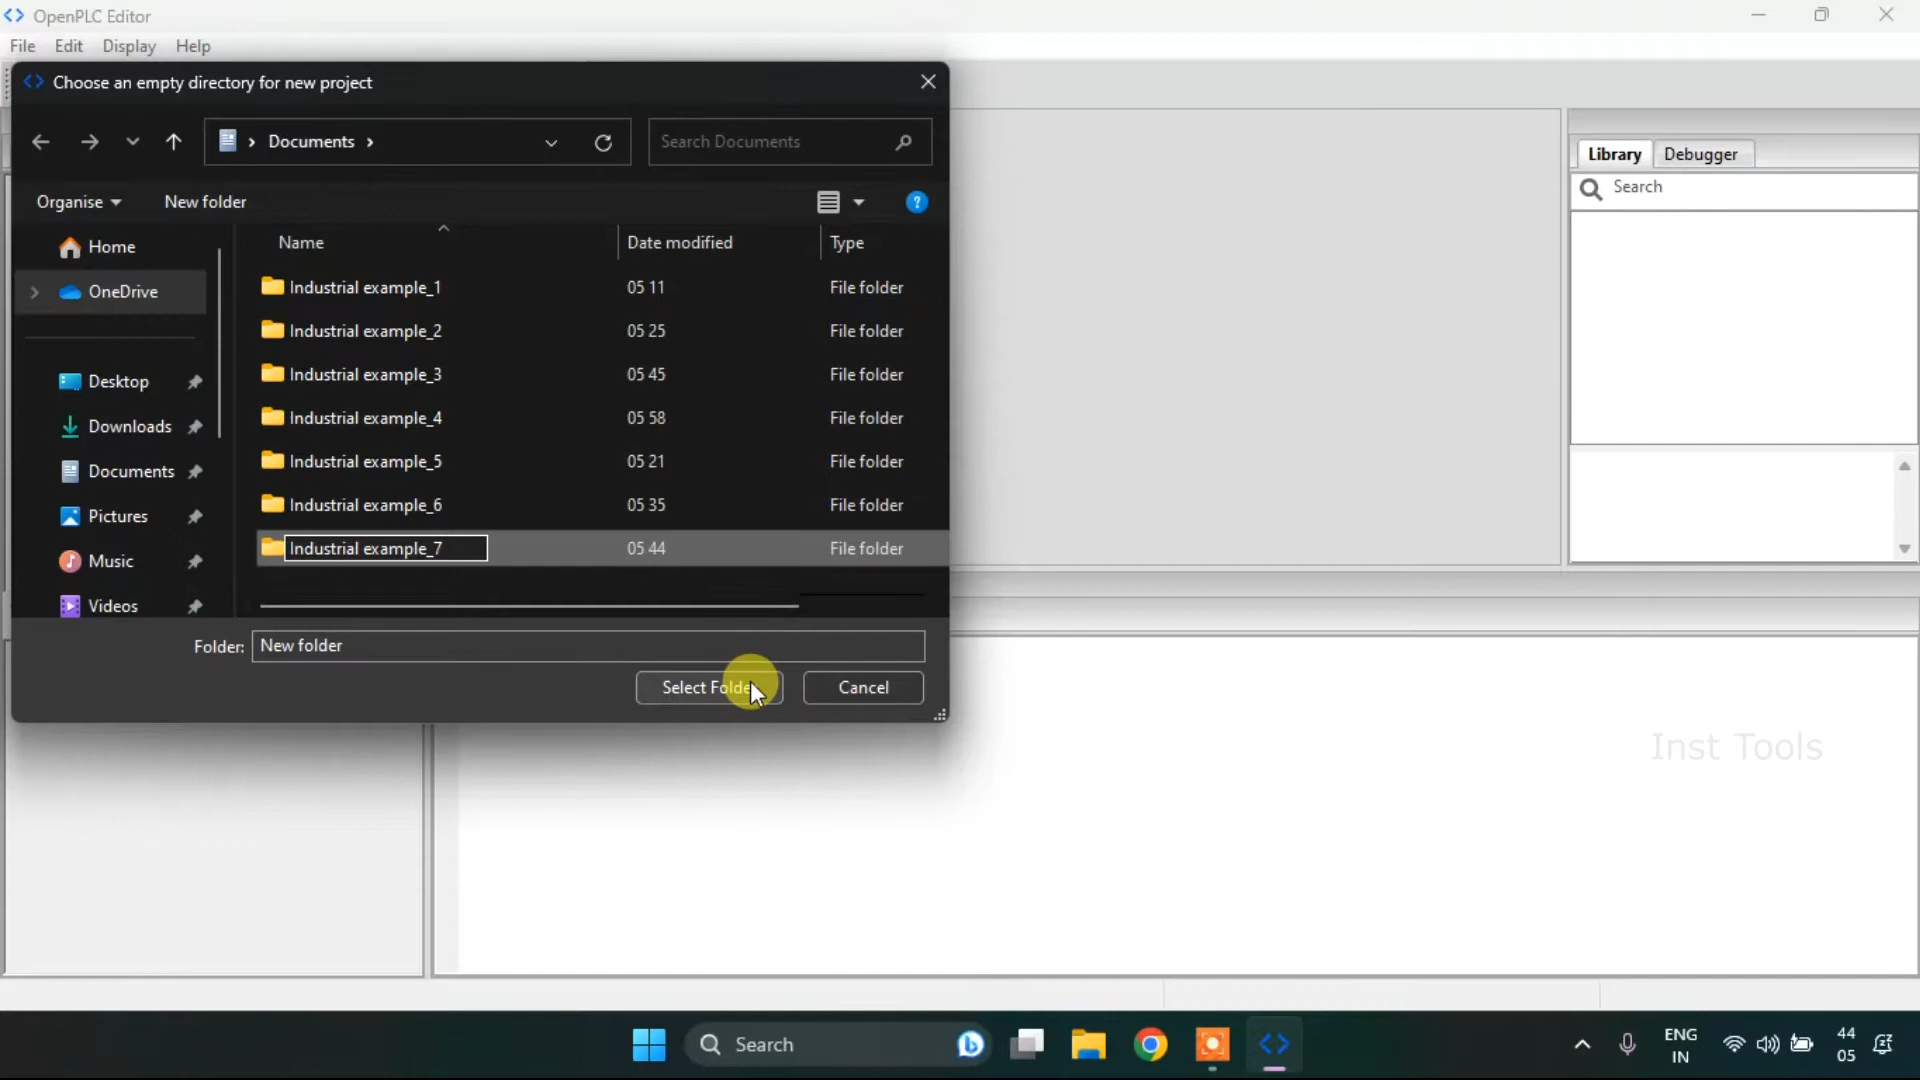 OpenPLC Editor
File Edit Display Help
Choose an empty directory for new project
Documents
Search Documents
Library Debugger
Search
Organise New folder
Name Date modified Type
Home
OneDrive
Industrial example_1 05 11 File folder
Industrial example_2 05 25 File folder
Desktop
Industrial example_3 05 45 File folder
Downloads
Industrial example_4 05 58 File folder
Documents
Industrial example_5 05 21 File folder
Pictures
Industrial example_6 05 35 File folder
Music
Industrial example_7 05 44 File folder
Videos
Folder: New folder
Select Folder Cancel
Inst Tools
Search
ENG
IN
44
05